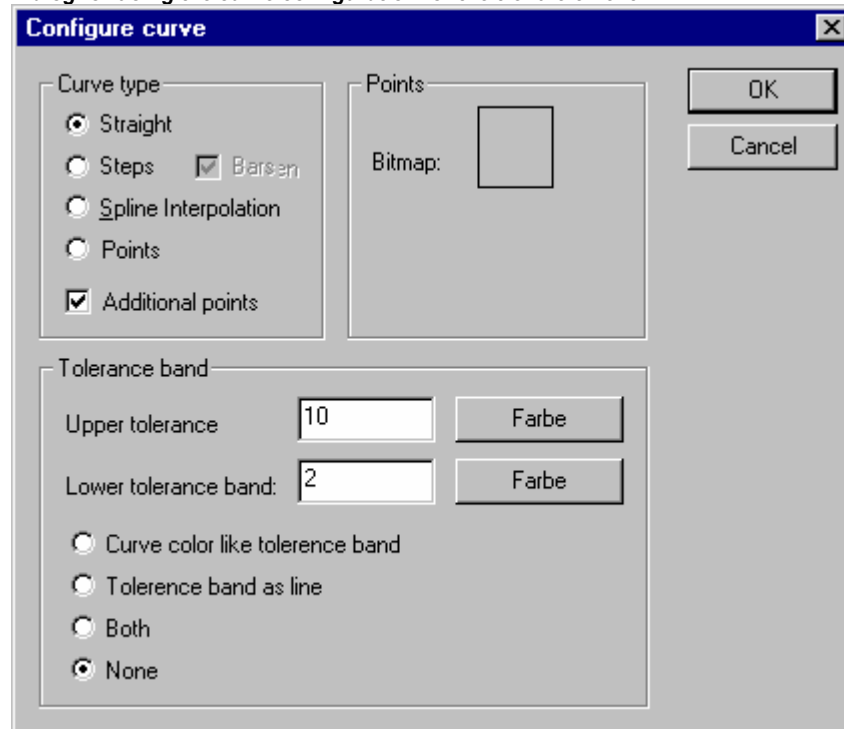 Configure curve
Curve type
Straight
Steps
Barsen
Spline Interpolation
Points
Additional points
Points
Bitmap:
OK
Cancel
Tolerance band
Upper tolerance
10
Farbe
Lower tolerance band:
2
Farbe
Curve color like tolerence band
Tolerence band as line
Both
None